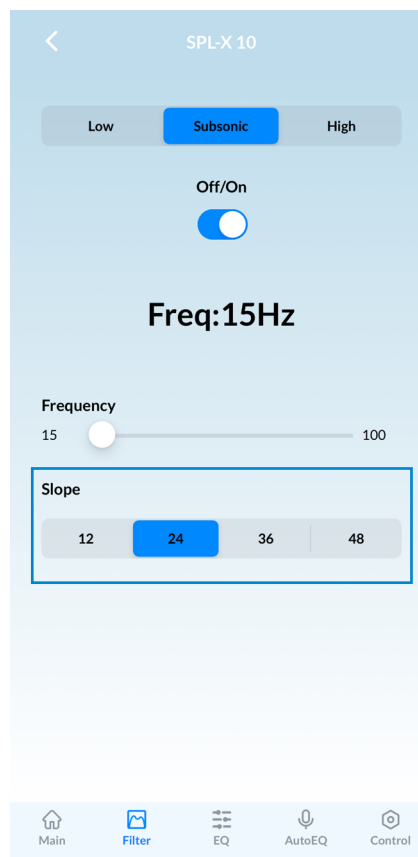 SPL-X 10
Low Subsonic High
Off/On
Freq:15Hz
Frequency
15 100
Slope
12 24 36 48
Main Filter EQ AutoEQ Control